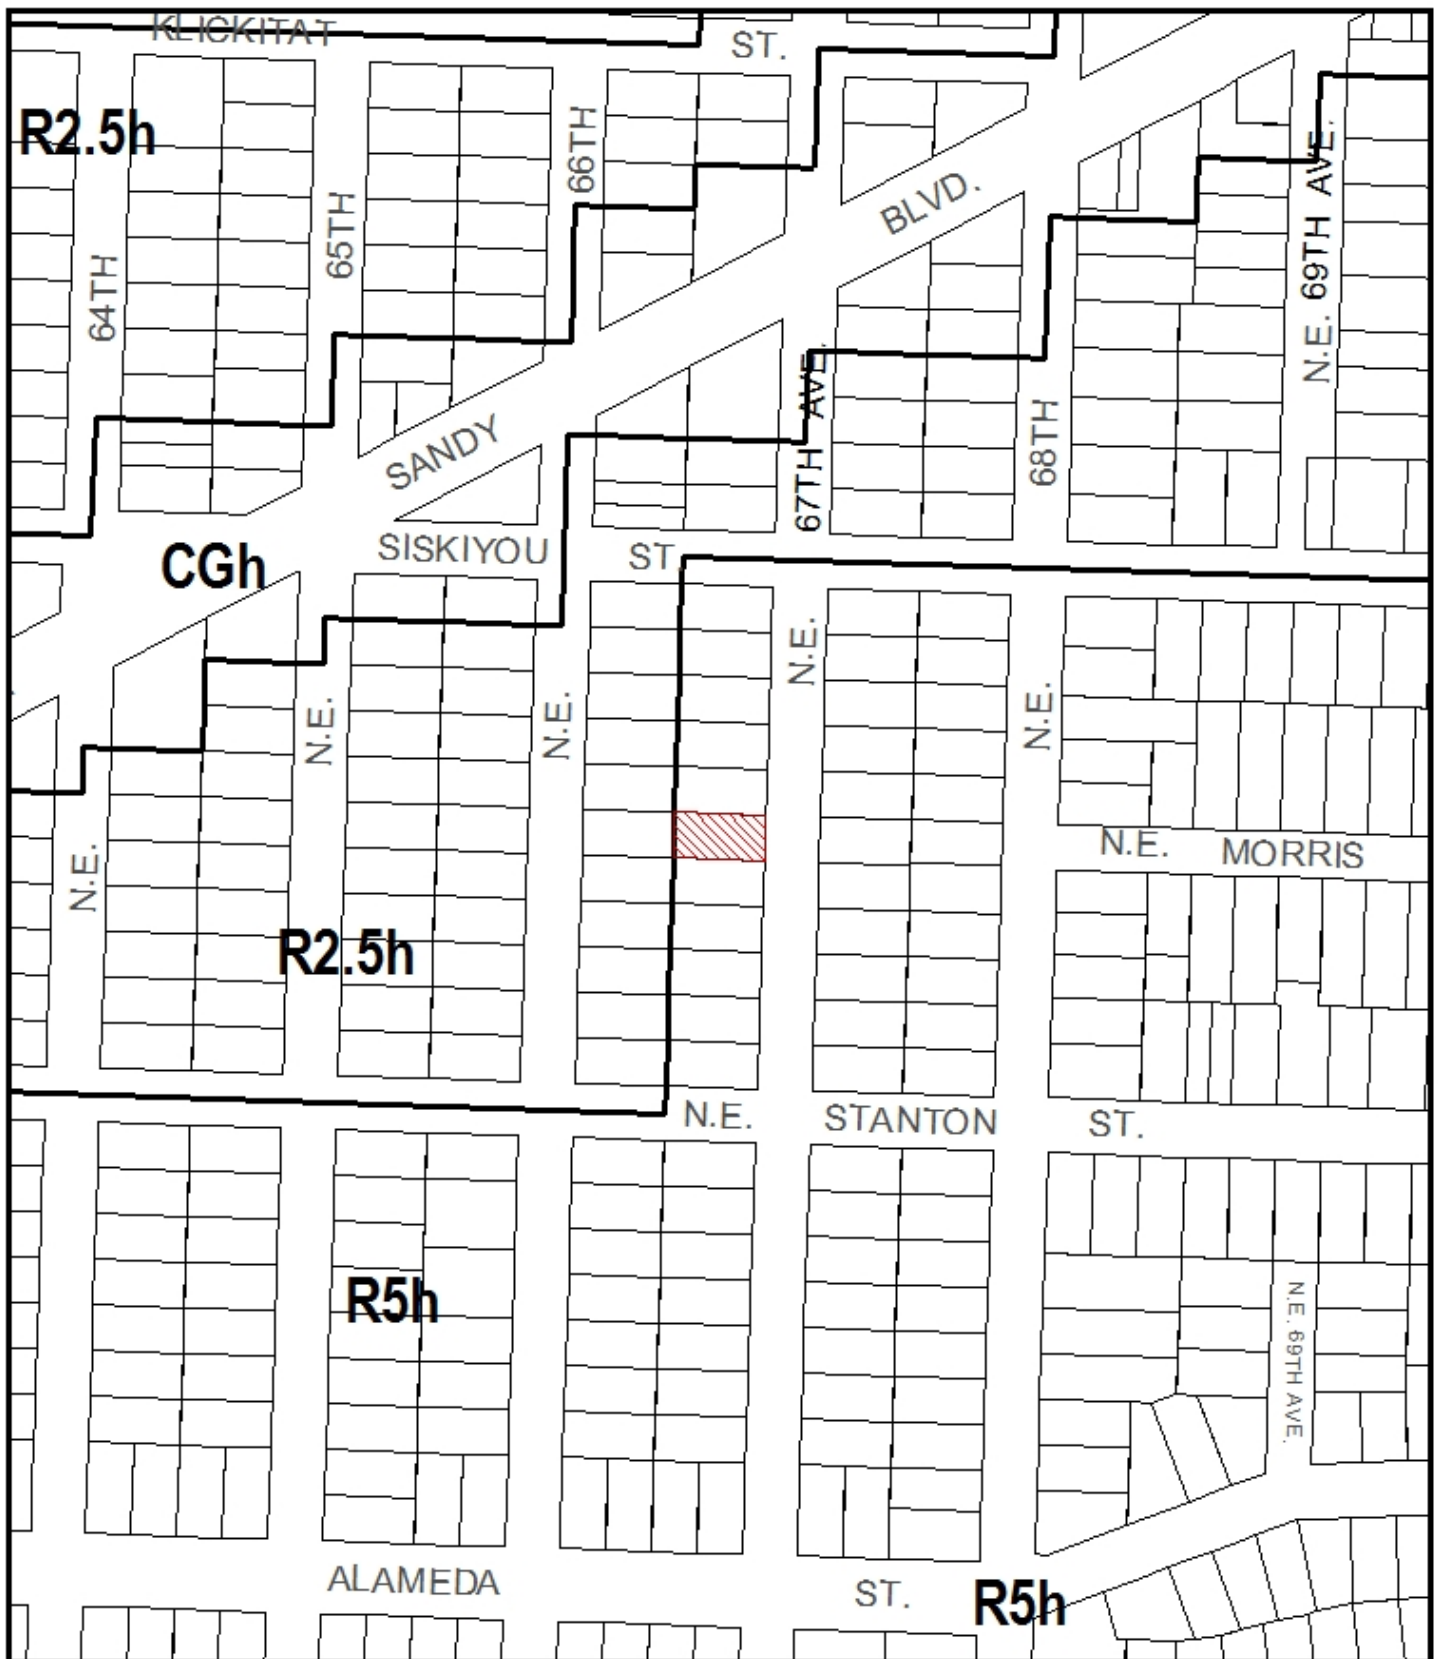 KLICKITAT
ST.
R2.5h
66TH
BLVD.
69TH AVE.
65TH
64TH
N.E.
67TH AVE.
SANDY
68TH
SISKIYOU
ST.
CGh
N.E.
N.E.
N.E.
N.E.
N.E.
N.E. MORRIS
R2.5h
N.E. STANTON ST.
R5h
N.E. 69TH AVE.
ALAMEDA
ST.
R5h